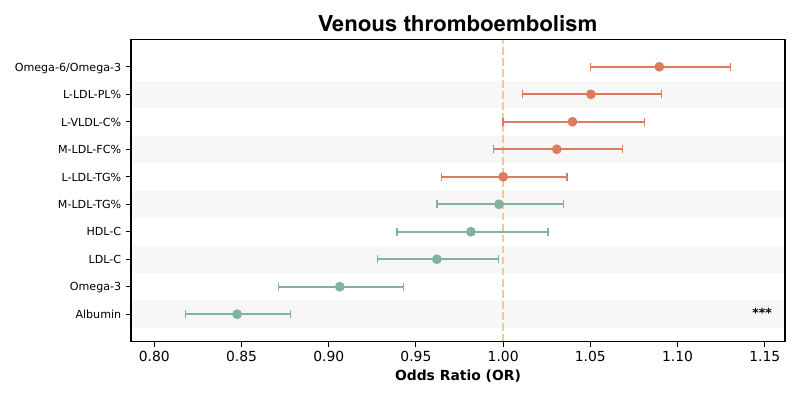 Venous thromboembolism
Omega-6/Omega-3
L-LDL-PL%
L-VLDL-C%
M-LDL-FC%
L-LDL-TG%
M-LDL-TG%
HDL-C
LDL-C
Omega-3
Albumin
***
0.80 0.85 0.90 0.95 1.00 1.05 1.10 1.15
Odds Ratio (OR)